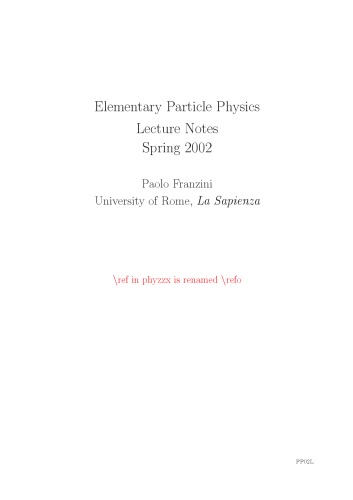 Elementary Particle Physics
Lecture Notes
Spring 2002
Paolo Franzini
University of Rome, La Sapienza
\ref in phyzzx is renamed \refo
PP02L